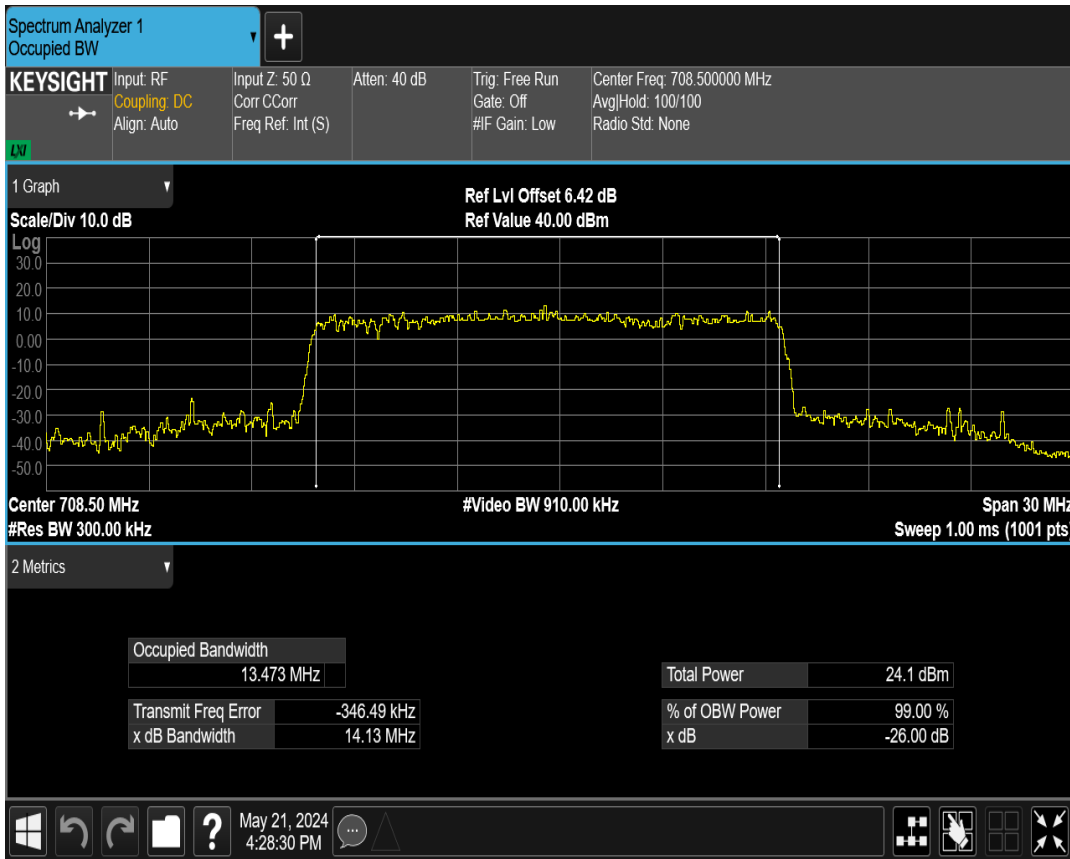 Spectrum Analyzer 1
Occupied BW
KEYSIGHT
LXI
Input: RF
Coupling: DC
Align: Auto
Input Z: 50 Ω
Corr CCorr
Freq Ref: Int (S)
Atten: 40 dB
Trig: Free Run
Gate: Off
#IF Gain: Low
Center Freq: 708.500000 MHz
Avg|Hold: 100/100
Radio Std: None
1 Graph
Ref Lvl Offset 6.42 dB
Scale/Div 10.0 dB
Ref Value 40.00 dBm
Log
30.0
20.0
10.0
0.00
-10.0
-20.0
-30.0
-40.0
-50.0
Center 708.50 MHz
#Video BW 910.00 kHz
Span 30 MHz
#Res BW 300.00 kHz
Sweep 1.00 ms (1001 pts)
2 Metrics
Occupied Bandwidth
13.473 MHz
Total Power 24.1 dBm
Transmit Freq Error -346.49 kHz
% of OBW Power 99.00 %
x dB Bandwidth 14.13 MHz
x dB -26.00 dB
?
May 21, 2024
4:28:30 PM